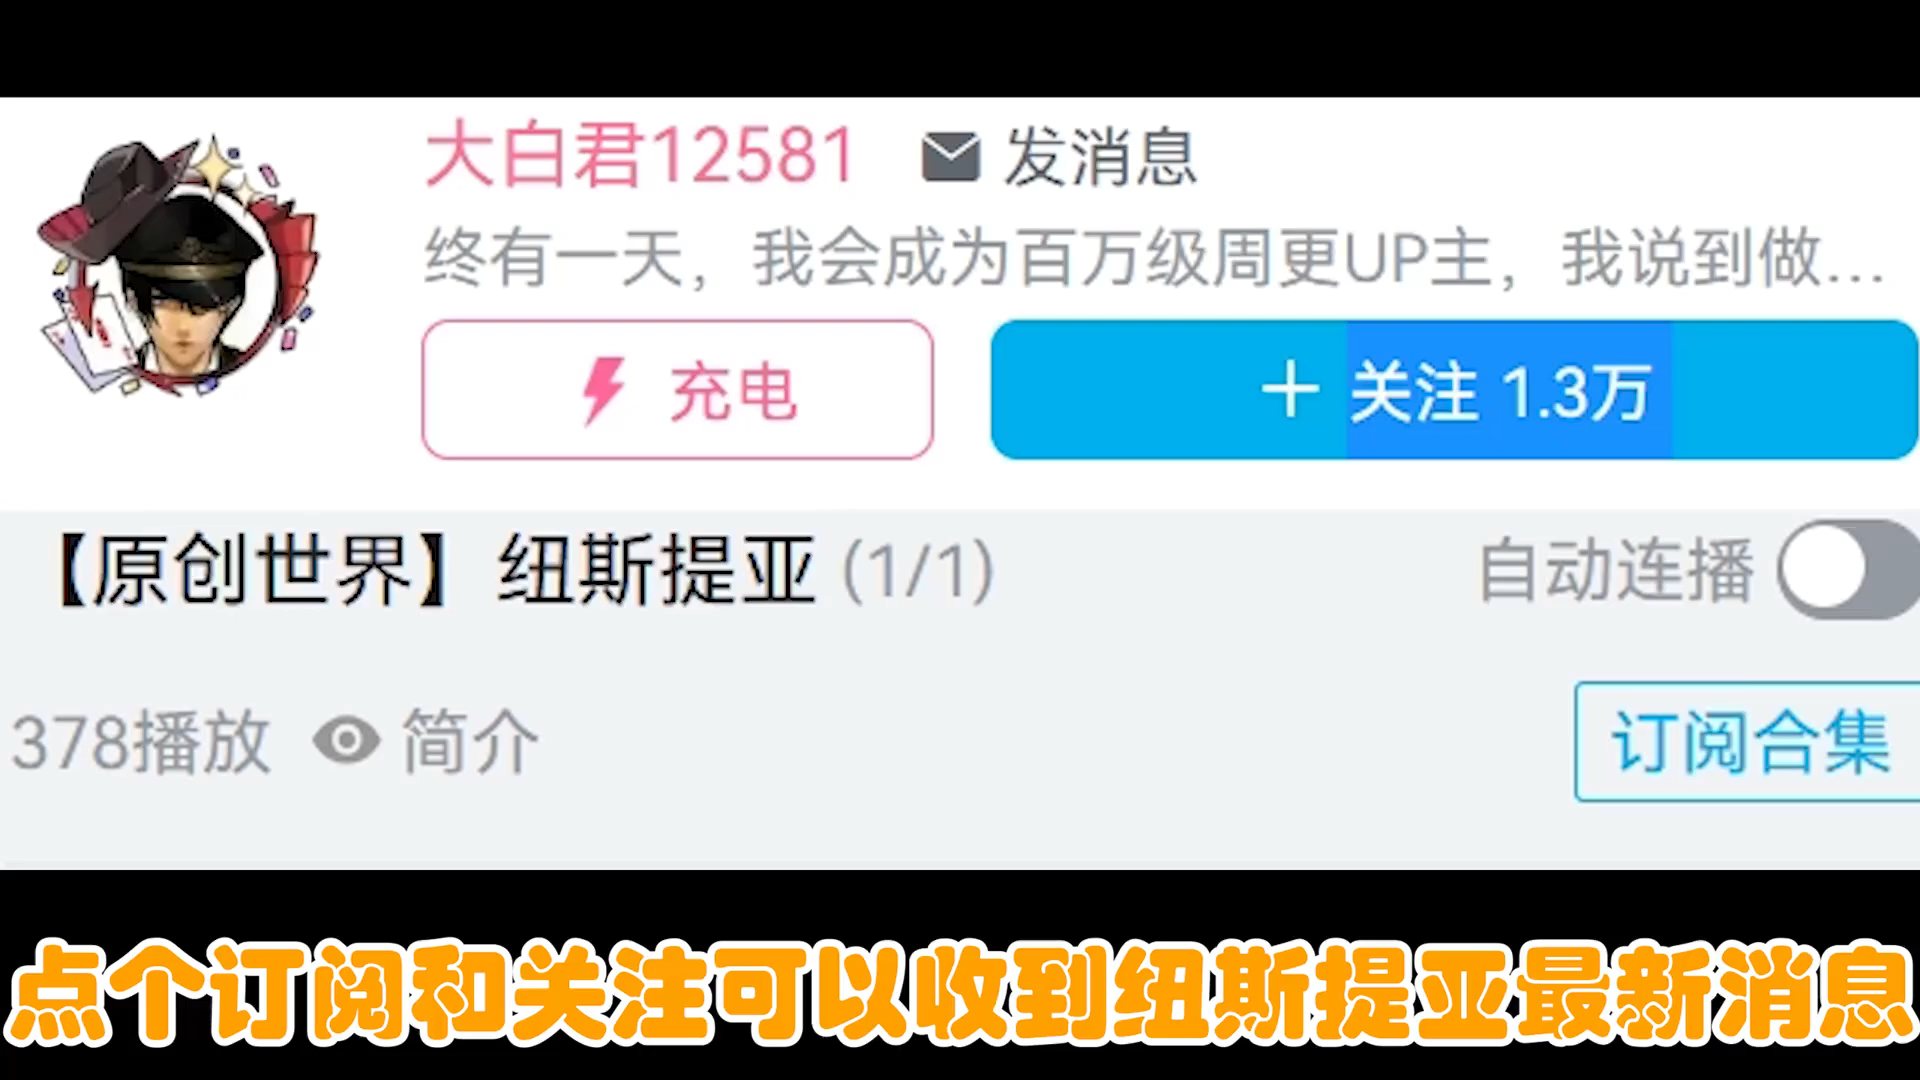 大白君12581 发消息
终有一天，我会成为百万级周更UP主，我说到做...
充电 + 关注 1.3万
【原创世界】纽斯提亚 (1/1) 自动连播
378播放 简介 订阅合集
点个订阅和关注可以收到纽斯提亚最新消息